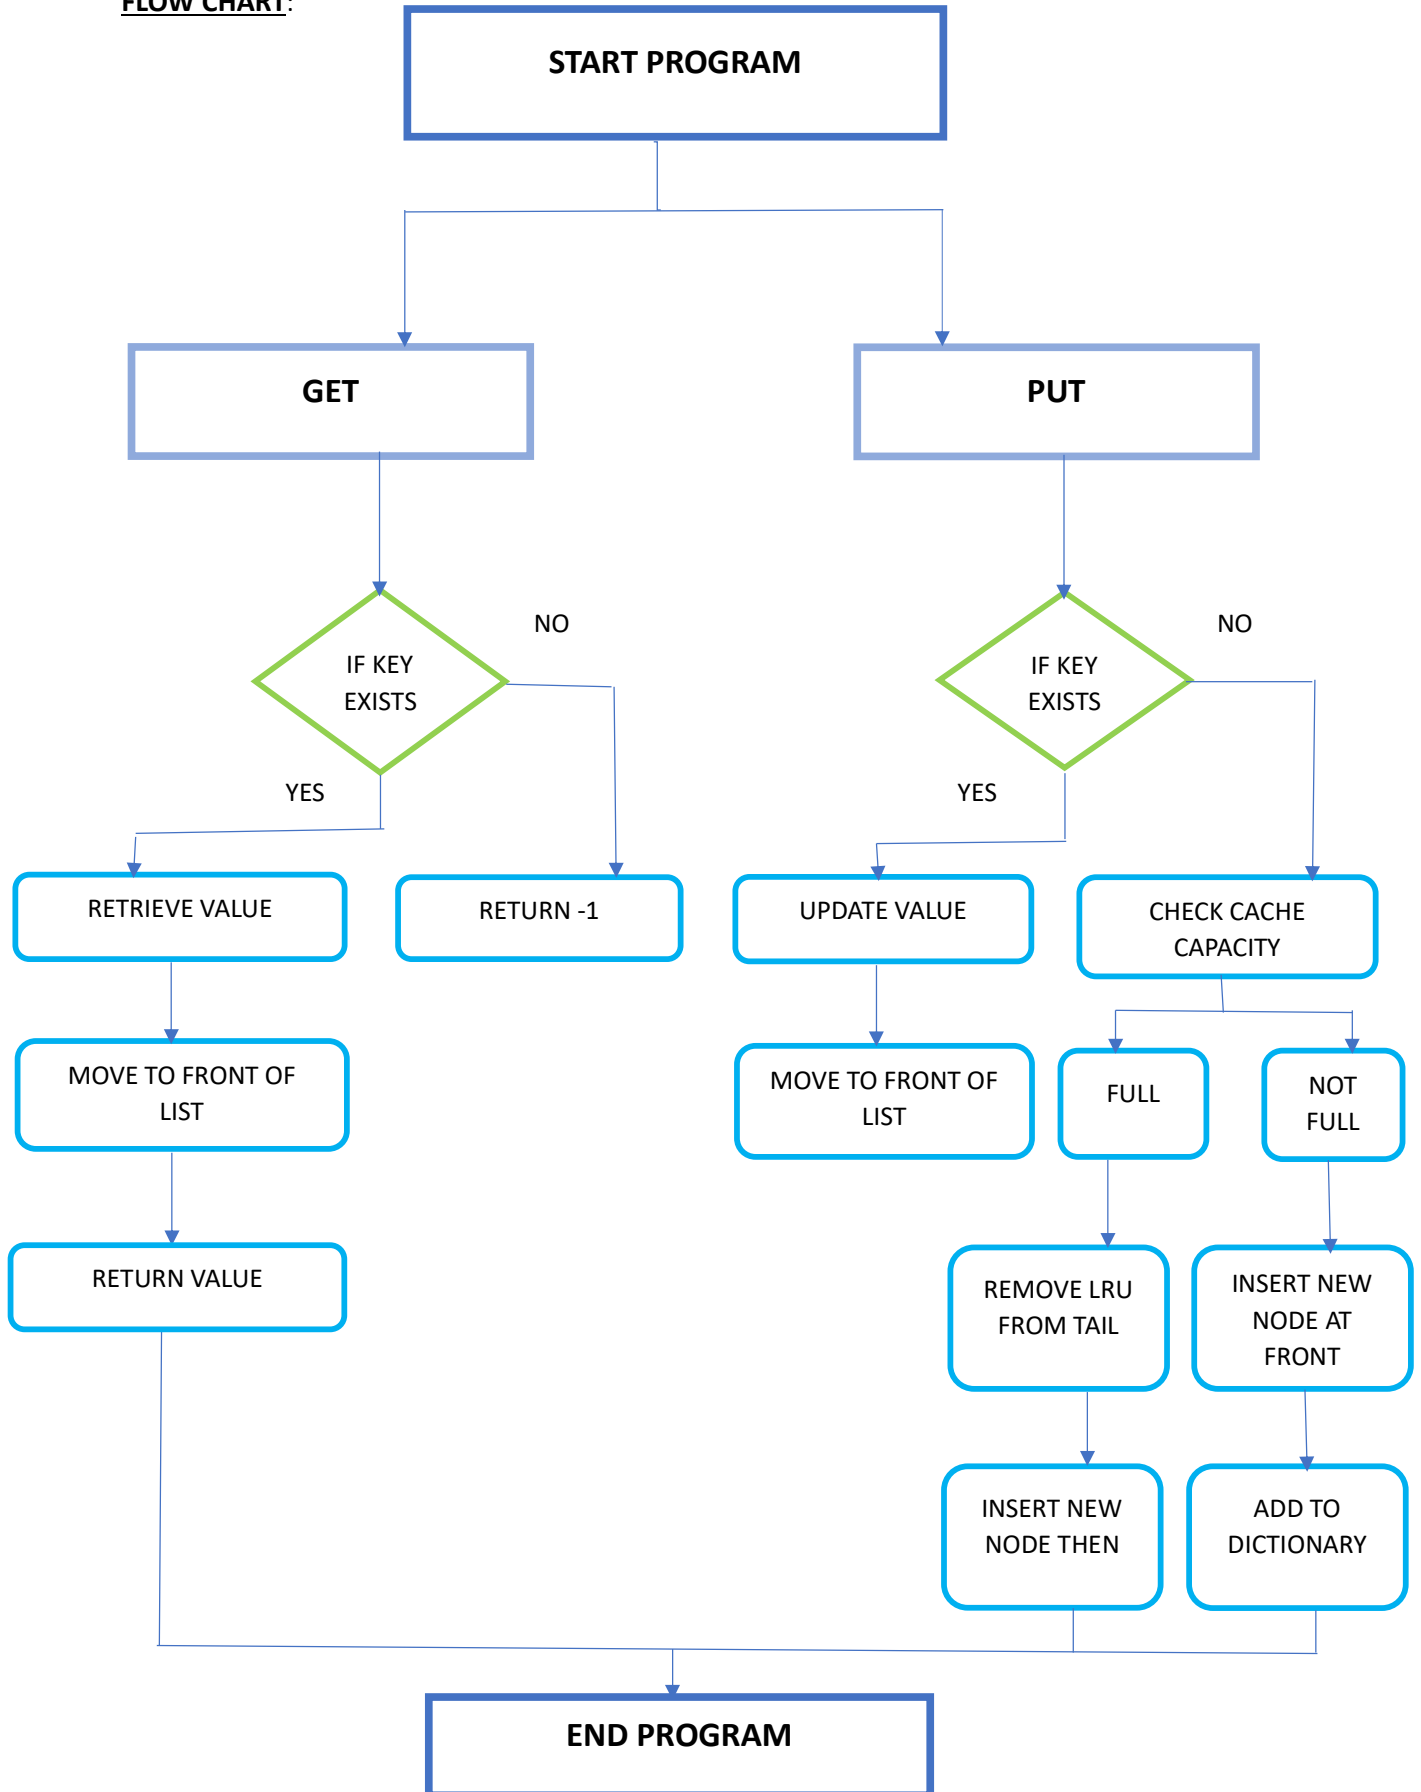 FLOW CHART:
START PROGRAM
GET
PUT
NO
NO
IF KEY
EXISTS
IF KEY
EXISTS
YES
YES
RETRIEVE VALUE
RETURN -1
UPDATE VALUE
CHECK CACHE
CAPACITY
MOVE TO FRONT OF
LIST
MOVE TO FRONT OF
LIST
FULL
NOT
FULL
RETURN VALUE
REMOVE LRU
FROM TAIL
INSERT NEW
NODE AT
FRONT
INSERT NEW
NODE THEN
ADD TO
DICTIONARY
END PROGRAM